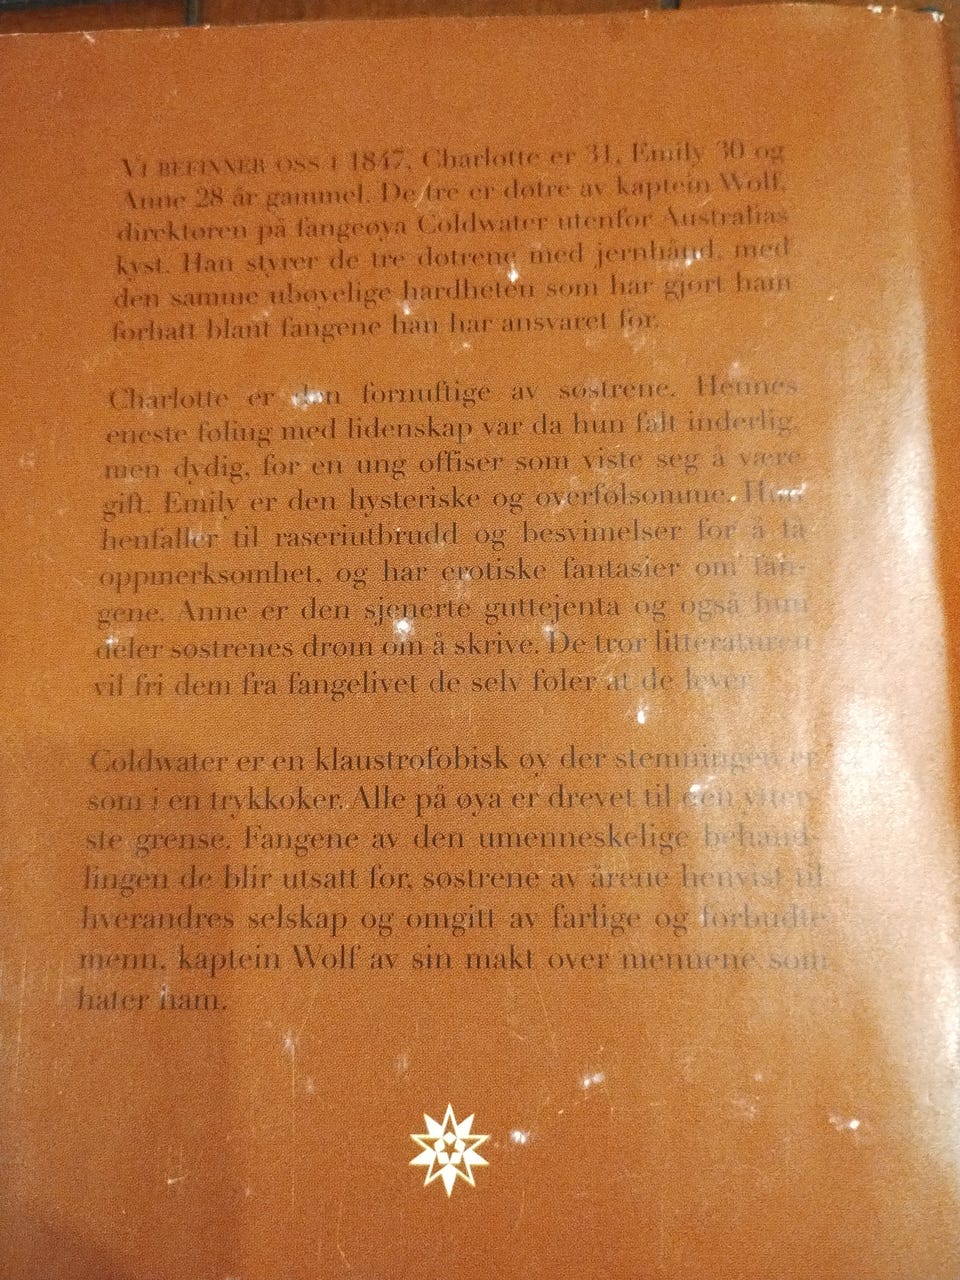 VI BEFINNER OSS I 1847. Charlotte er 31, Emily 30 og
Anne 28 år gammel. De tre er døtre av kaptein Wolf,
direktøren på fangeøya Coldwater utenfor Australias
kyst. Han styrer de tre døtrene med jernhånd, med
den samme ubøyelige hardheten som har gjort ham
forhatt blant fangene han har ansvaret for.
Charlotte er den fornuftige av søstrene. Hennes
eneste føling med lidenskap var da hun falt inderlig,
men dydig, for en ung offiser som viste seg å være
gift. Emily er den hysteriske og overfølsomme. Hun
henfaller til raseriutbrudd og besvimelser for å få
oppmerksomhet, og har erotiske fantasier om fan-
gene. Anne er den sjenerte guttejenta og også hun
deler søstrenes drøm om å skrive. De tror litteraturen
vil fri dem fra fangelivet de selv føler at de lever.
Coldwater er en klaustrofobisk øy der stemningen er
som i en trykkoker. Alle på øya er drevet til den ytter-
ste grense. Fangene av den umenneskelige behand-
lingen de blir utsatt for, søstrene av årene henvist til
hverandres selskap og omgitt av farlige og forbudte
menn, kaptein Wolf av sin makt over mennene som
hater ham.